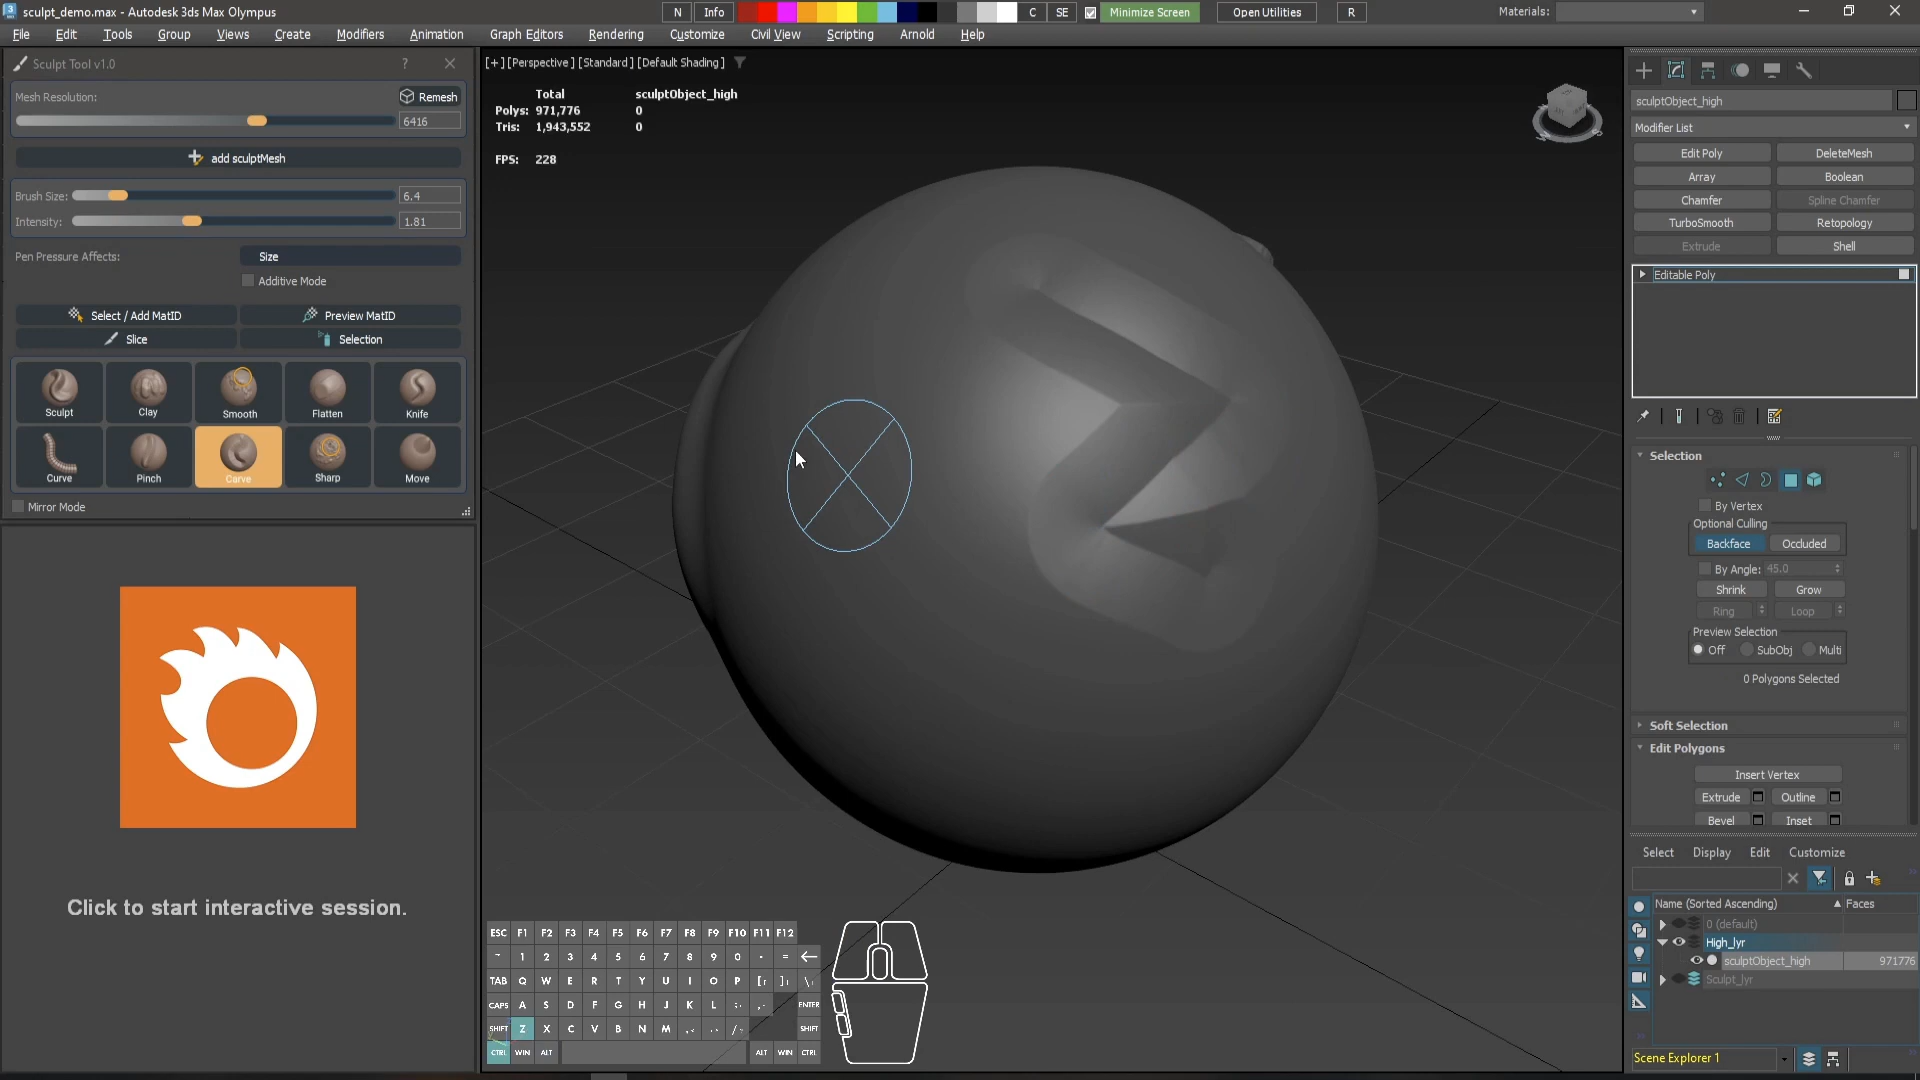 sculpt_demo.max - Autodesk 3ds Max Olympus
N Info C SE Minimize Screen Open Utilities R Materials:
File Edit Tools Group Views Create Modifiers Animation Graph Editors Rendering Customize Civil View Scripting Arnold Help
Sculpt Tool v1.0 ?
Mesh Resolution: Remesh
6416
add sculptMesh
Brush Size: 6.4
Intensity: 1.81
Pen Pressure Affects: Size
Additive Mode
Select / Add MatID Preview MatID
Slice Selection
Sculpt Clay Smooth Flatten Knife
Curve Pinch Carve Sharp Move
Mirror Mode
Click to start interactive session.
[+] [Perspective ] [Standard ] [Default Shading ]
Total sculptObject_high
Polys: 971,776 0
Tris: 1,943,552 0
FPS: 228
ESC F1 F2 F3 F4 F5 F6 F7 F8 F9 F10 F11 F12
~ 1 2 3 4 5 6 7 8 9 0 - =
TAB Q W E R T Y U I O P [ ] \
CAPS A S D F G H J K L ; ENTER
SHIFT Z X C V B N M / SHIFT
CTRL WIN ALT ALT WIN CTRL
sculptObject_high
Modifier List
Edit Poly DeleteMesh
Array Boolean
Chamfer Spline Chamfer
TurboSmooth Retopology
Extrude Shell
Editable Poly
Selection
By Vertex
Optional Culling
Backface Occluded
By Angle: 45.0
Shrink Grow
Ring Loop
Preview Selection
Off SubObj Multi
0 Polygons Selected
Soft Selection
Edit Polygons
Insert Vertex
Extrude Outline
Bevel Inset
Select Display Edit Customize
Name (Sorted Ascending) Faces
0 (default)
High_lyr
sculptObject_high 971776
Sculpt_lyr
Scene Explorer 1